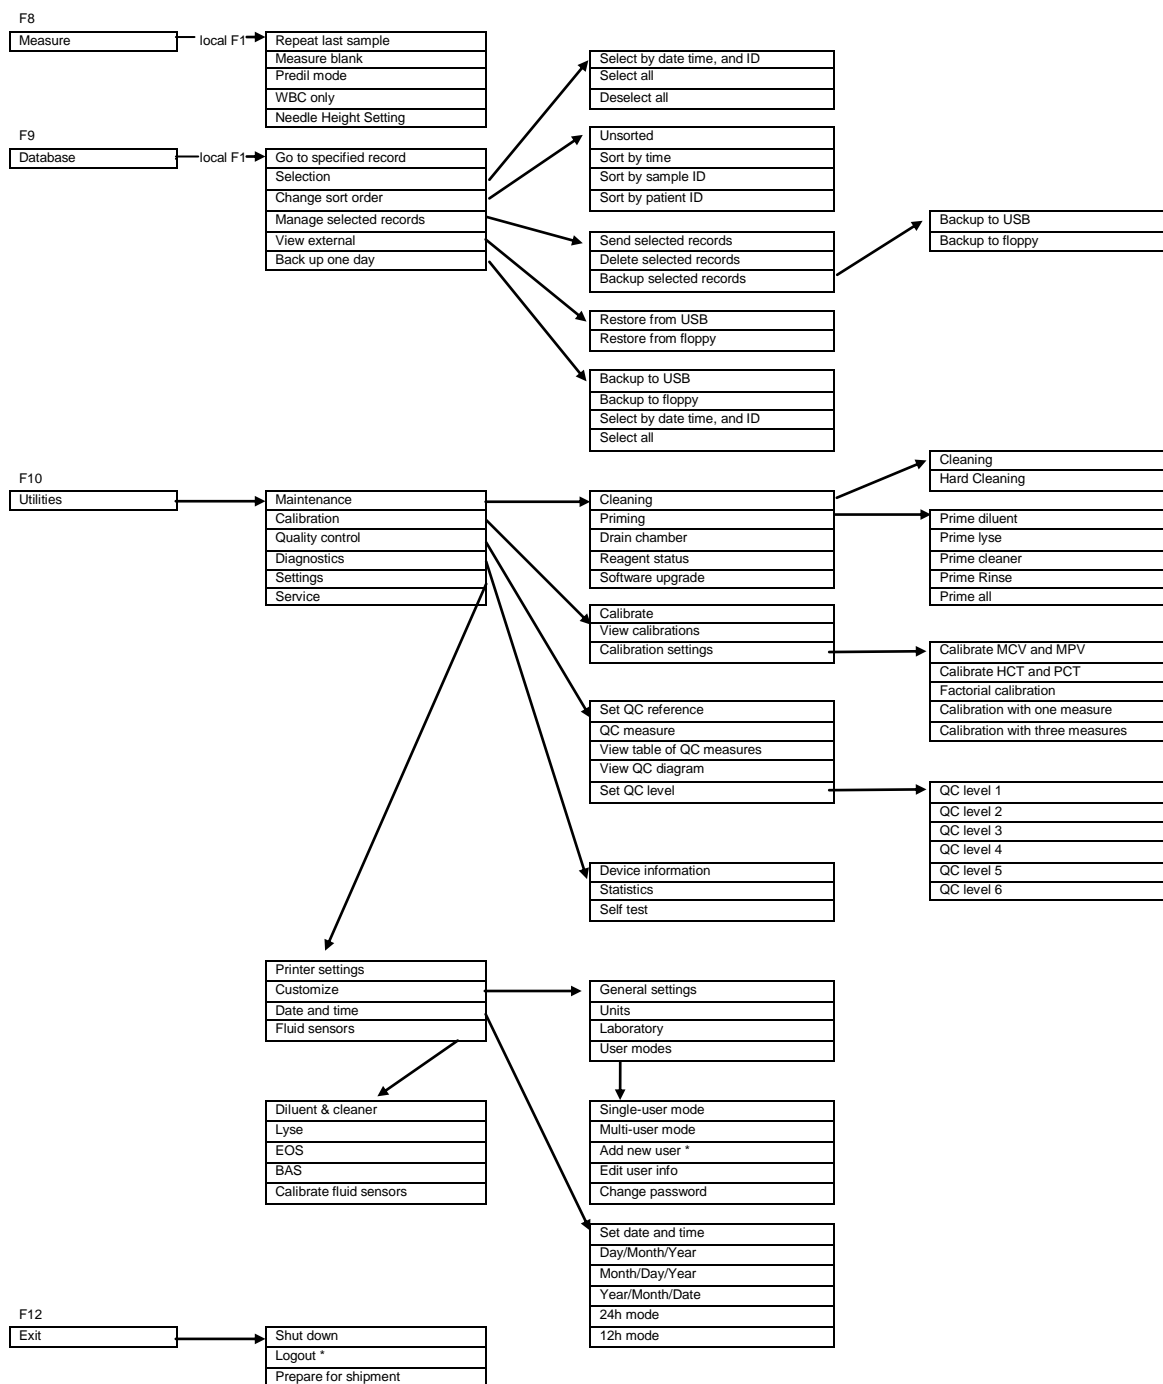 F8
Measure
local F1
Repeat last sample
Measure blank
Predil mode
WBC only
Needle Height Setting
F9
Database
local F1
Go to specified record
Selection
Change sort order
Manage selected records
View external
Back up one day
Select by date time, and ID
Select all
Deselect all
Unsorted
Sort by time
Sort by sample ID
Sort by patient ID
Send selected records
Delete selected records
Backup selected records
Backup to USB
Backup to floppy
Restore from USB
Restore from floppy
Backup to USB
Backup to floppy
Select by date time, and ID
Select all
F10
Utilities
Maintenance
Calibration
Quality control
Diagnostics
Settings
Service
Cleaning
Priming
Drain chamber
Reagent status
Software upgrade
Cleaning
Hard Cleaning
Prime diluent
Prime lyse
Prime cleaner
Prime Rinse
Prime all
Calibrate
View calibrations
Calibration settings
Calibrate MCV and MPV
Calibrate HCT and PCT
Factorial calibration
Calibration with one measure
Calibration with three measures
Set QC reference
QC measure
View table of QC measures
View QC diagram
Set QC level
QC level 1
QC level 2
QC level 3
QC level 4
QC level 5
QC level 6
Device information
Statistics
Self test
Printer settings
Customize
Date and time
Fluid sensors
General settings
Units
Laboratory
User modes
Diluent & cleaner
Lyse
EOS
BAS
Calibrate fluid sensors
Single-user mode
Multi-user mode
Add new user *
Edit user info
Change password
Set date and time
Day/Month/Year
Month/Day/Year
Year/Month/Date
24h mode
12h mode
F12
Exit
Shut down
Logout *
Prepare for shipment